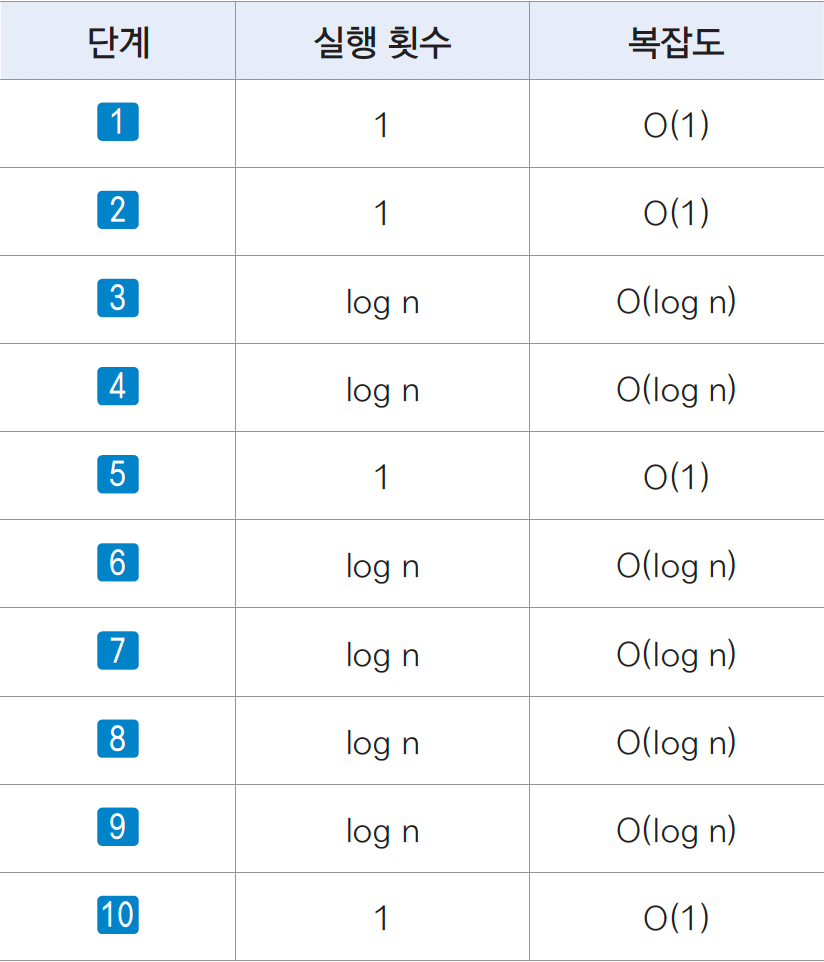 단계 실행 횟수 복잡도
1 1 O(1)
2 1 O(1)
3 log n O(log n)
4 log n O(log n)
5 1 O(1)
6 log n O(log n)
7 log n O(log n)
8 log n O(log n)
9 log n O(log n)
10 1 O(1)